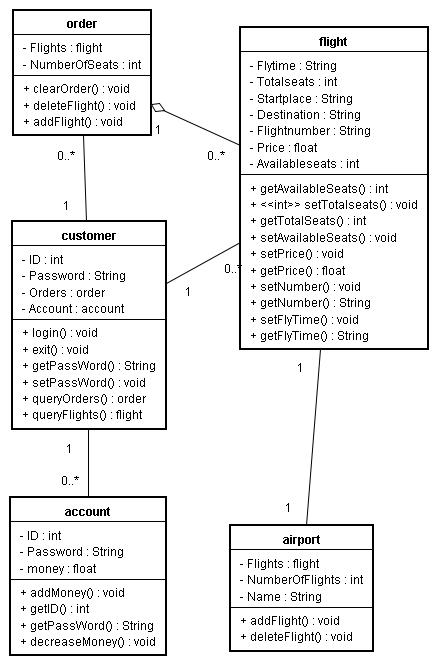 order
- Flights : flight
- NumberOfSeats : int
+ clearOrder() : void
+ deleteFlight() : void
+ addFlight() : void
flight
- Flytime : String
- Totalseats : int
- Startplace : String
- Destination : String
- Flightnumber : String
- Price : float
- Availableseats : int
+ getAvailableSeats() : int
+ <<int>> setTotalseats() : void
+ getTotalSeats() : int
+ setAvailableSeats() : void
+ setPrice() : void
+ getPrice() : float
+ setNumber() : void
+ getNumber() : String
+ setFlyTime() : void
+ getFlyTime() : String
1
0..*
0..*
1
customer
- ID : int
- Password : String
- Orders : order
- Account : account
+ login() : void
+ exit() : void
+ getPassWord() : String
+ setPassWord() : void
+ queryOrders() : order
+ queryFlights() : flight
1
0..*
1
0..*
account
- ID : int
- Password : String
- money : float
+ addMoney() : void
+ getID() : int
+ getPassWord() : String
+ decreaseMoney() : void
1
1
airport
- Flights : flight
- NumberOfFlights : int
- Name : String
+ addFlight() : void
+ deleteFlight() : void